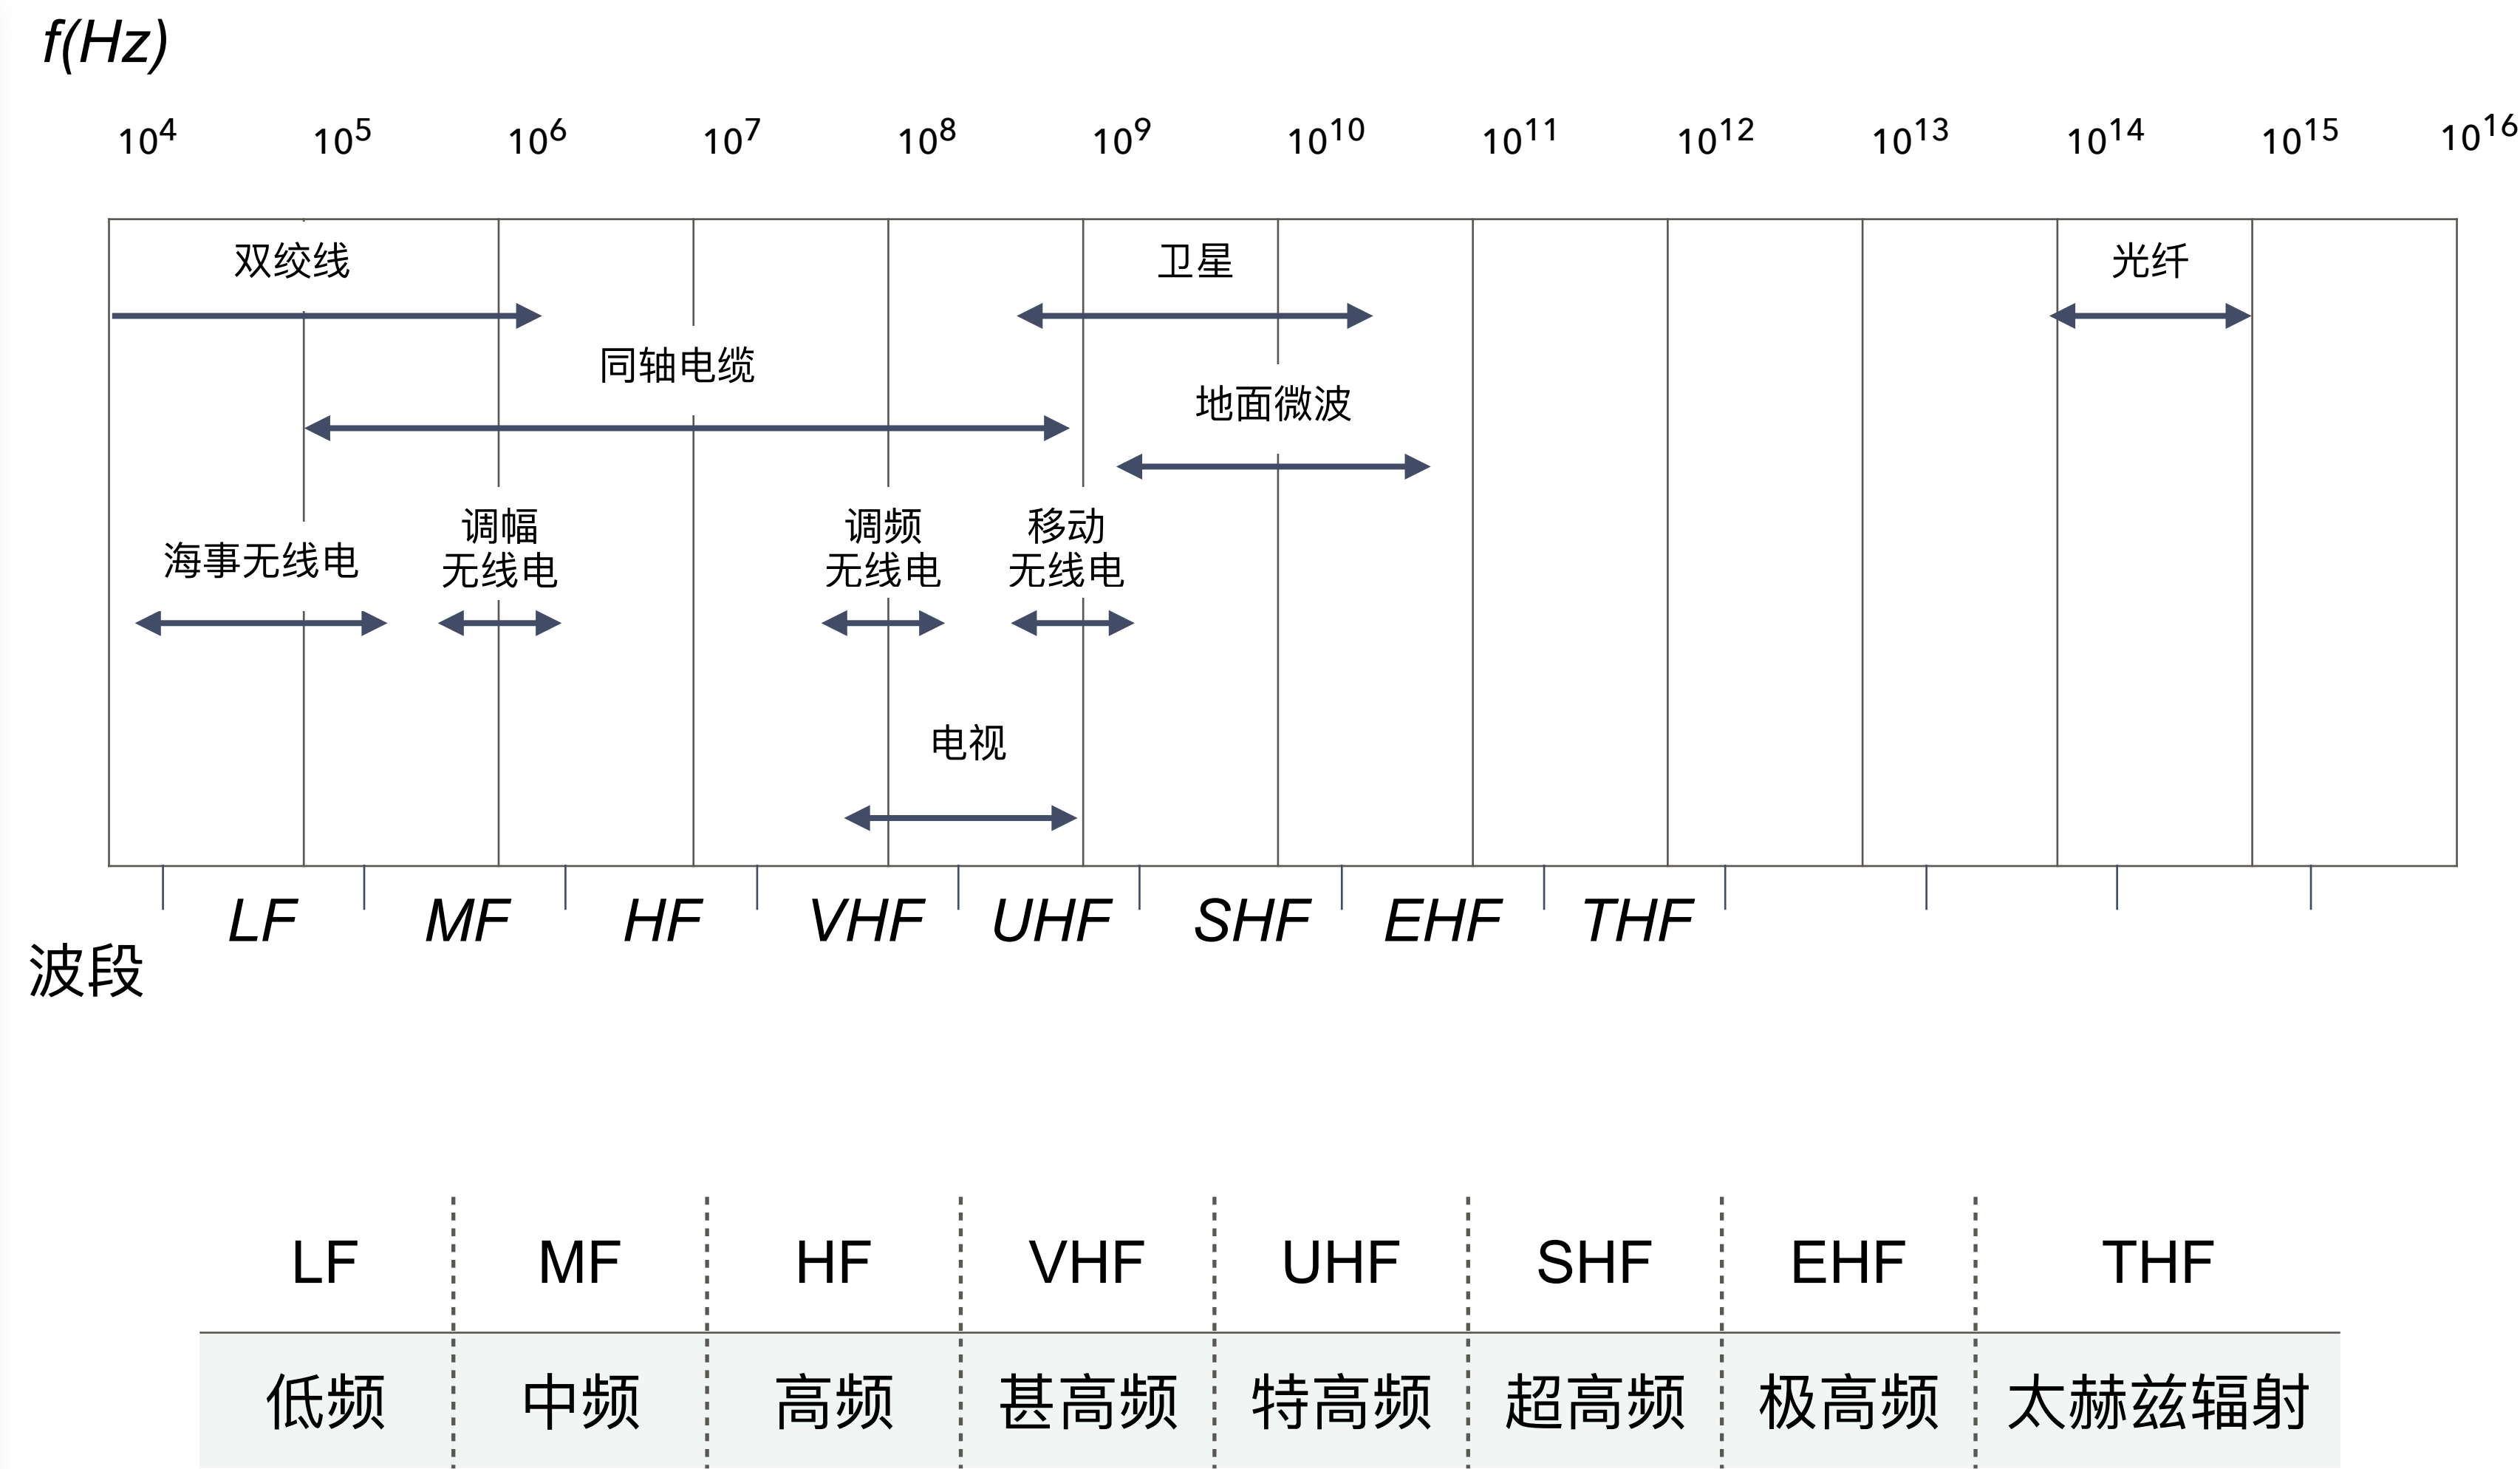 f(Hz)
10⁴ 10⁵ 10⁶ 10⁷ 10⁸ 10⁹ 10¹⁰ 10¹¹ 10¹² 10¹³ 10¹⁴ 10¹⁵ 10¹⁶
双绞线 卫星 光纤
同轴电缆
地面微波
海事无线电
调幅
无线电
调频
无线电
移动
无线电
电视
LF MF HF VHF UHF SHF EHF THF
波段
LF MF HF VHF UHF SHF EHF THF
低频 中频 高频 甚高频 特高频 超高频 极高频 太赫兹辐射